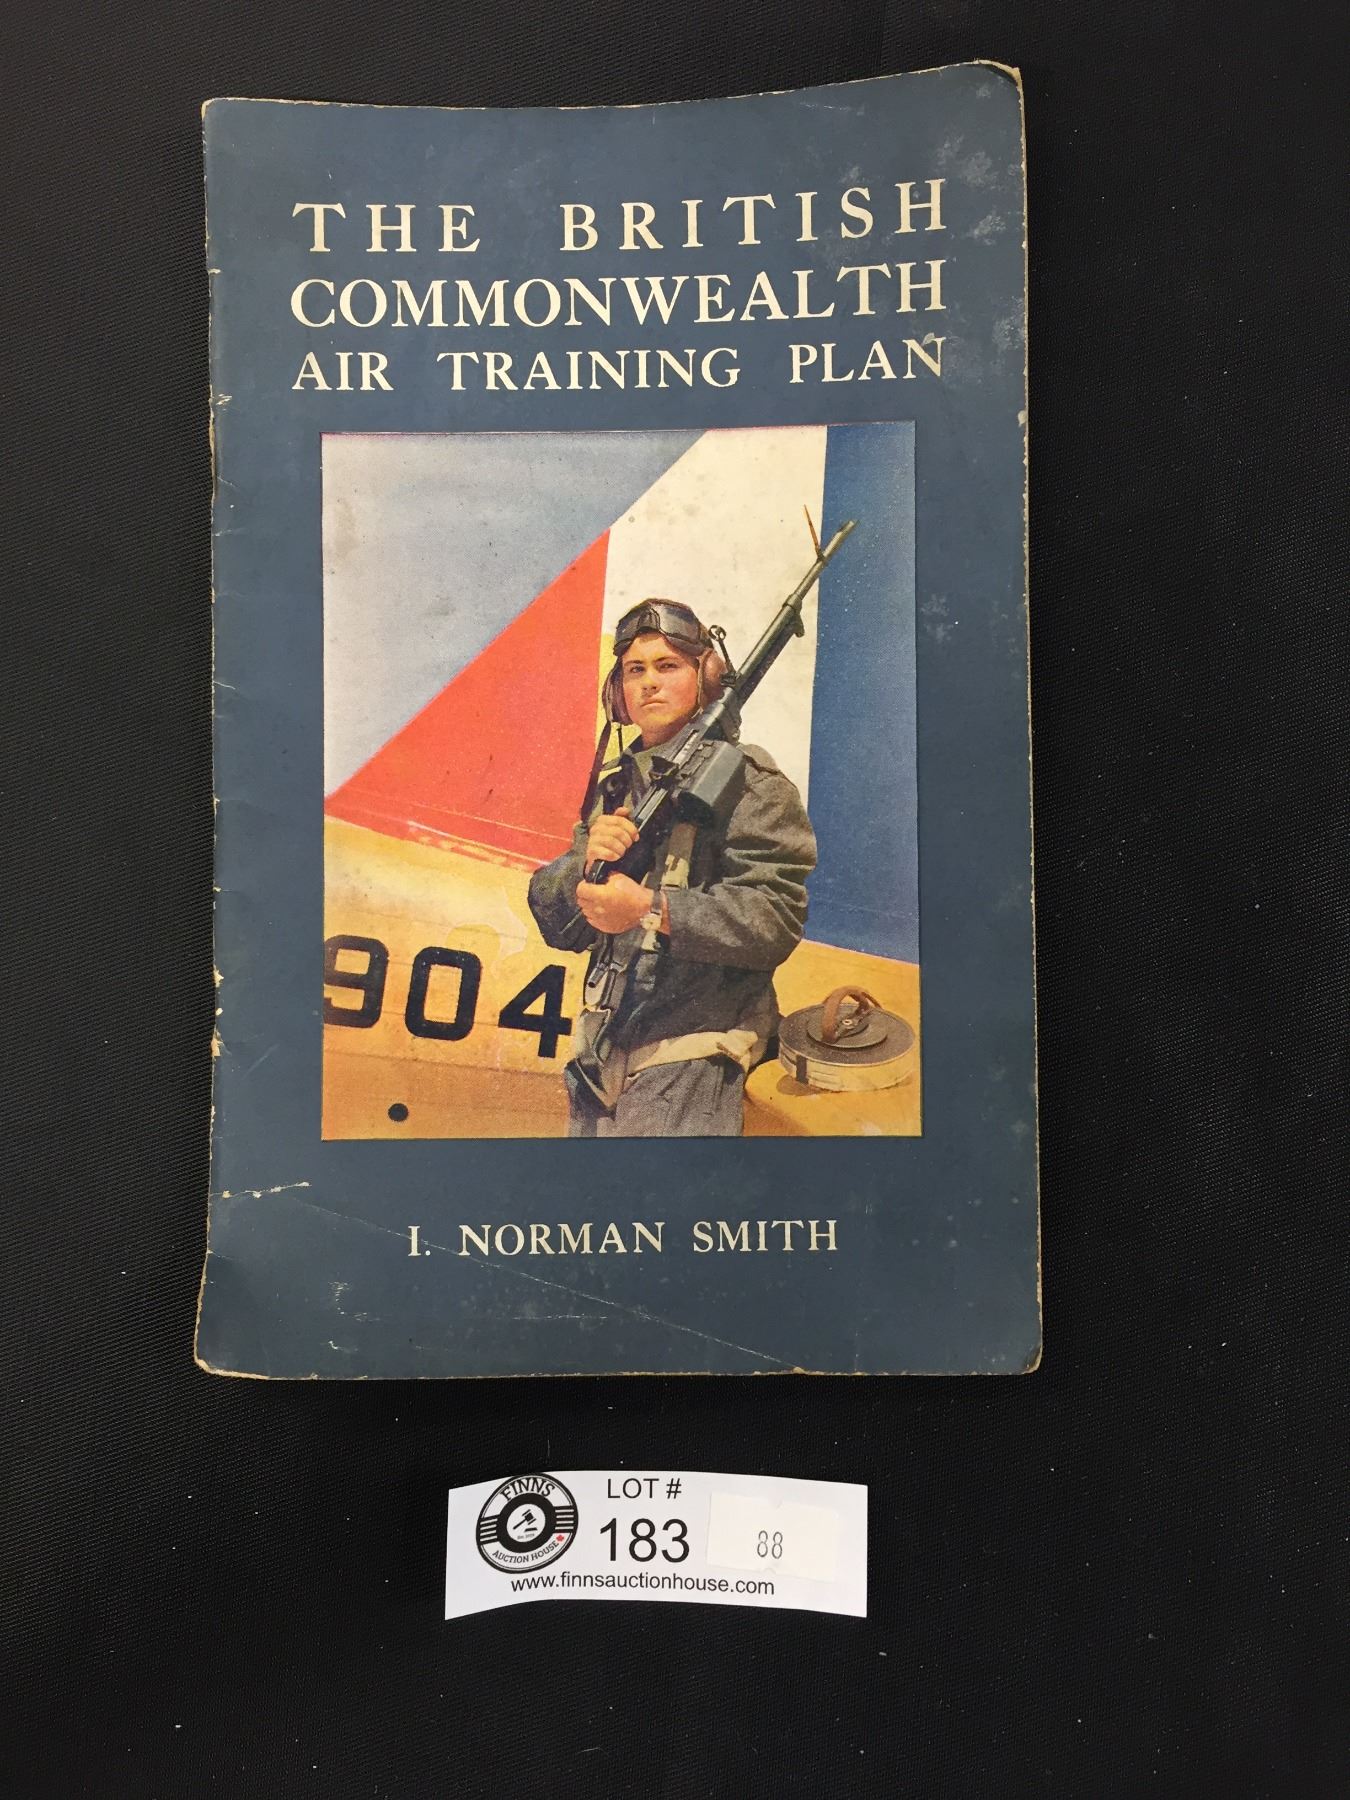 THE BRITISH
COMMONWEALTH
AIR TRAINING PLAN
904
I. NORMAN SMITH
FINNS
AUCTION HOUSE
LOT #
183
88
www.finnsauctionhouse.com